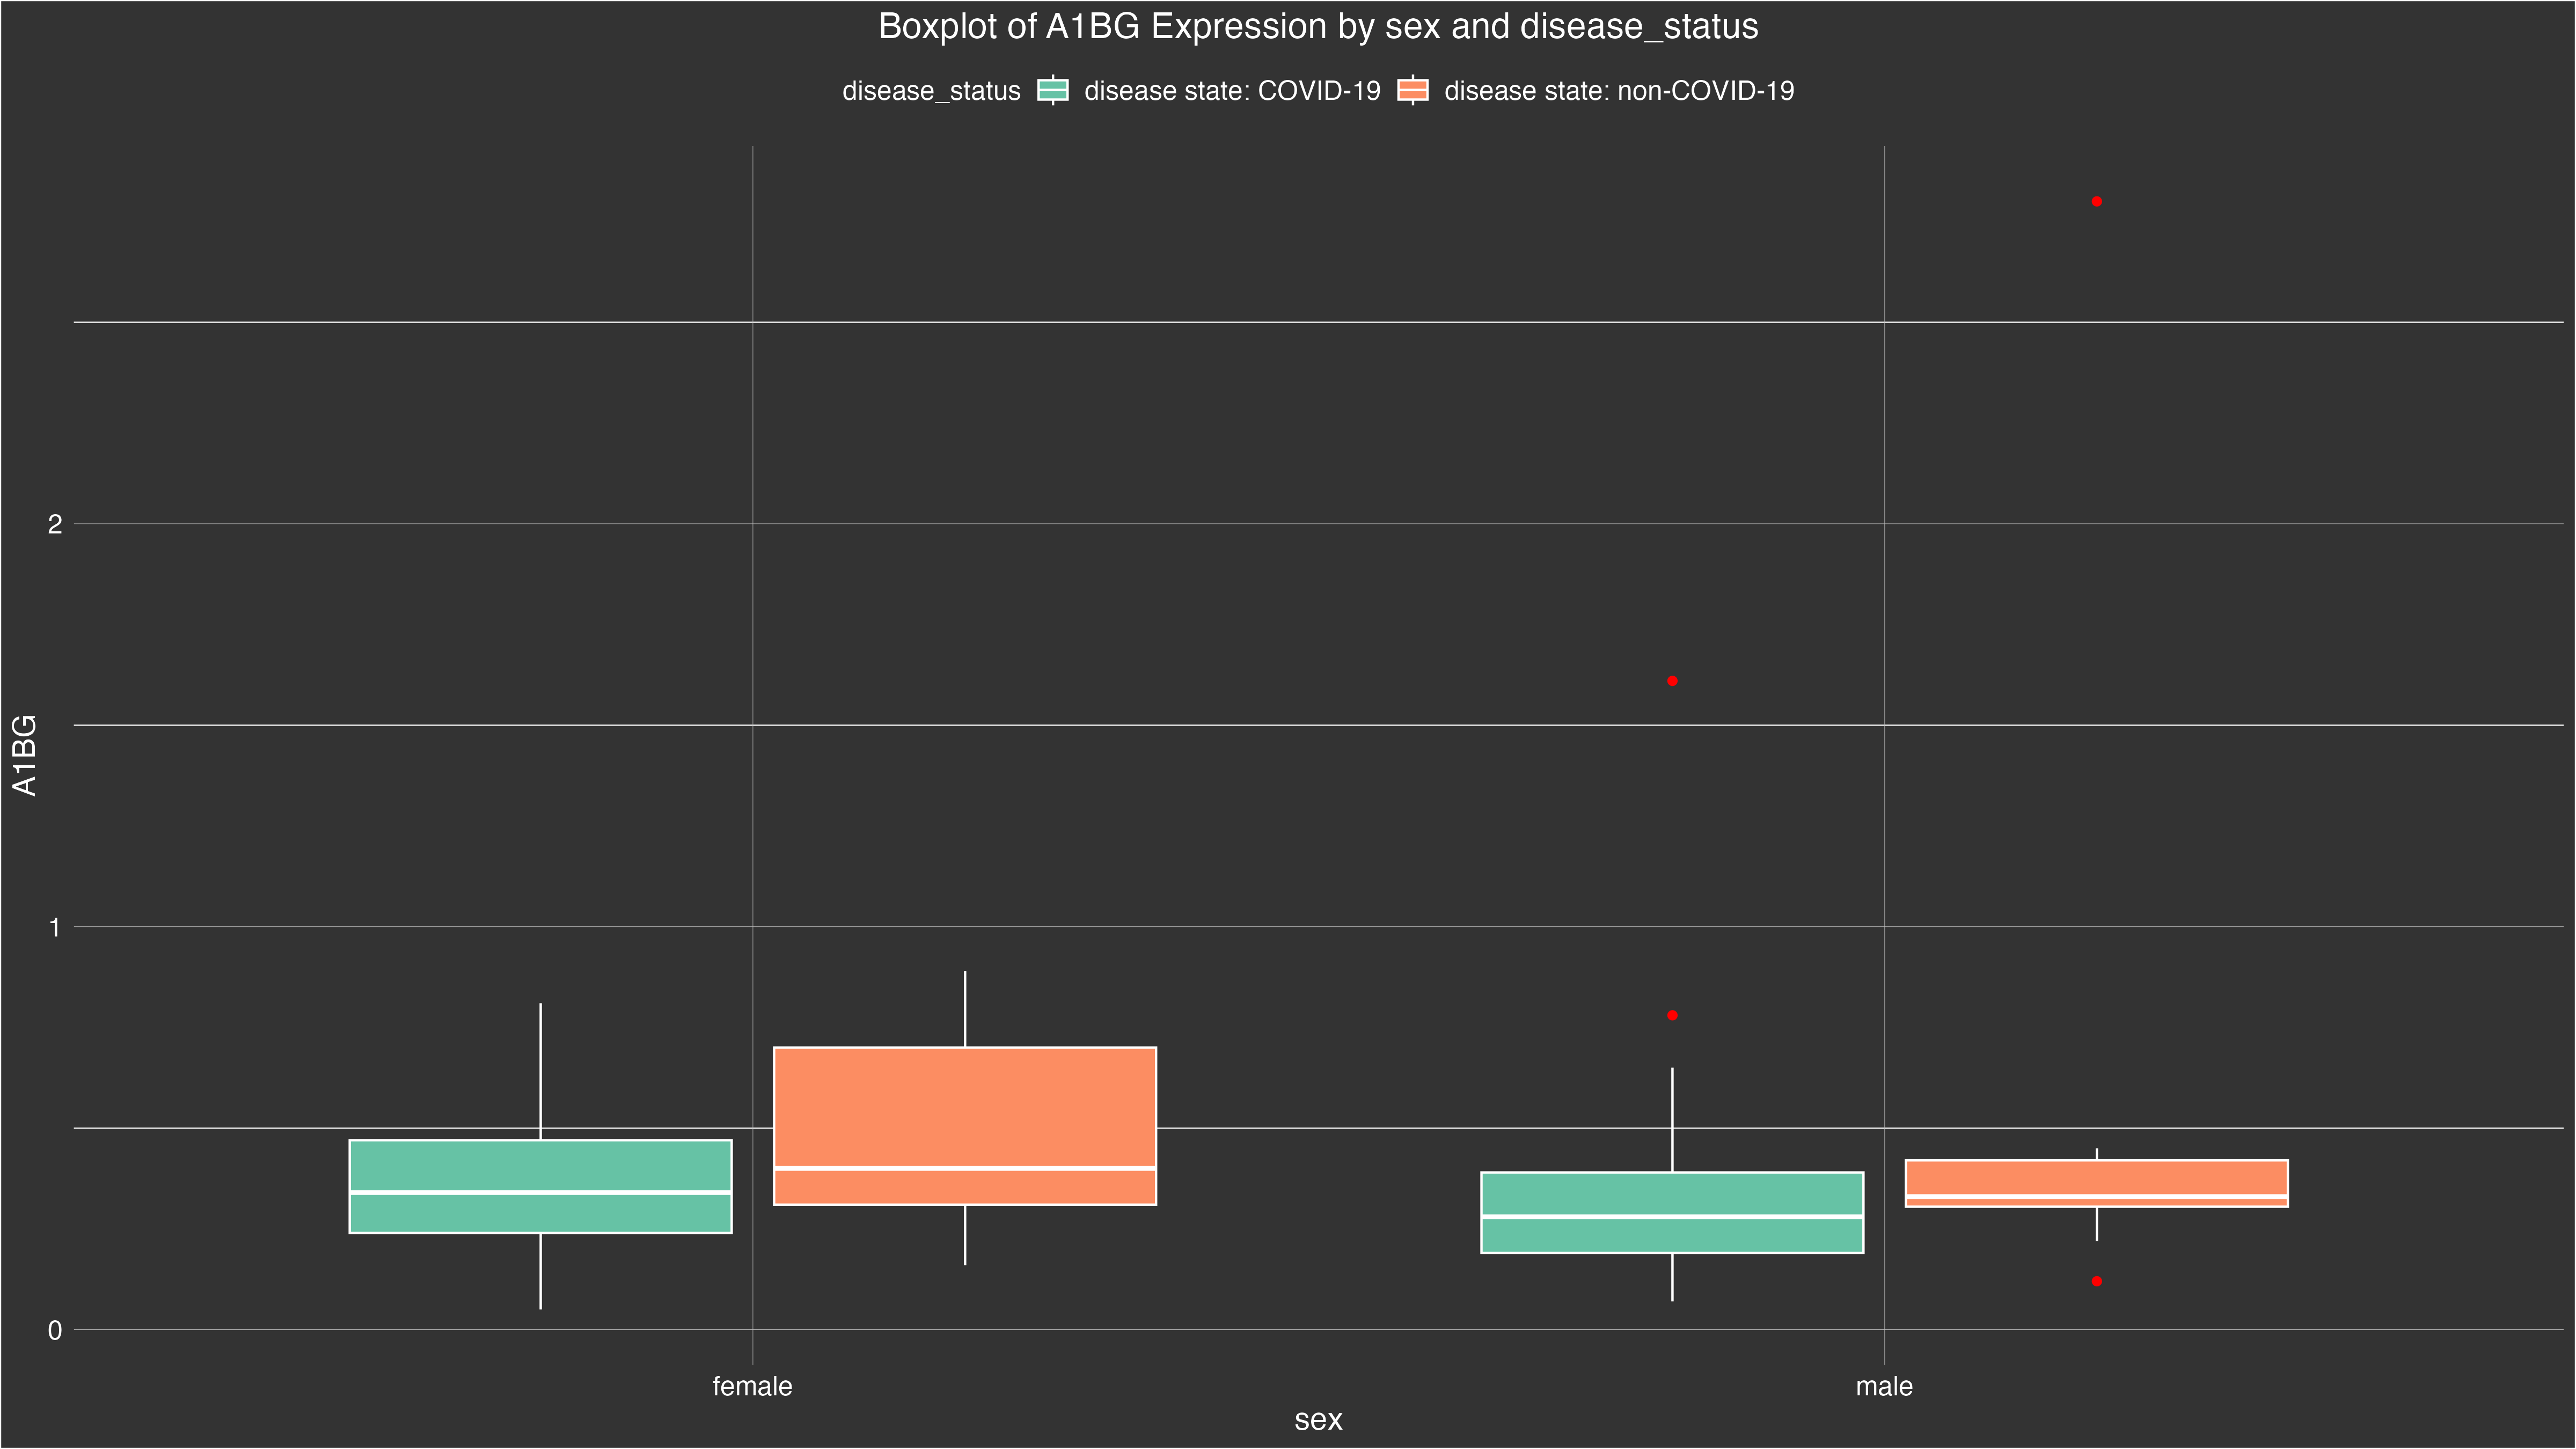 Boxplot of A1BG Expression by sex and disease_status
disease_status disease state: COVID-19 disease state: non-COVID-19
A1BG
2
1
0
female male
sex